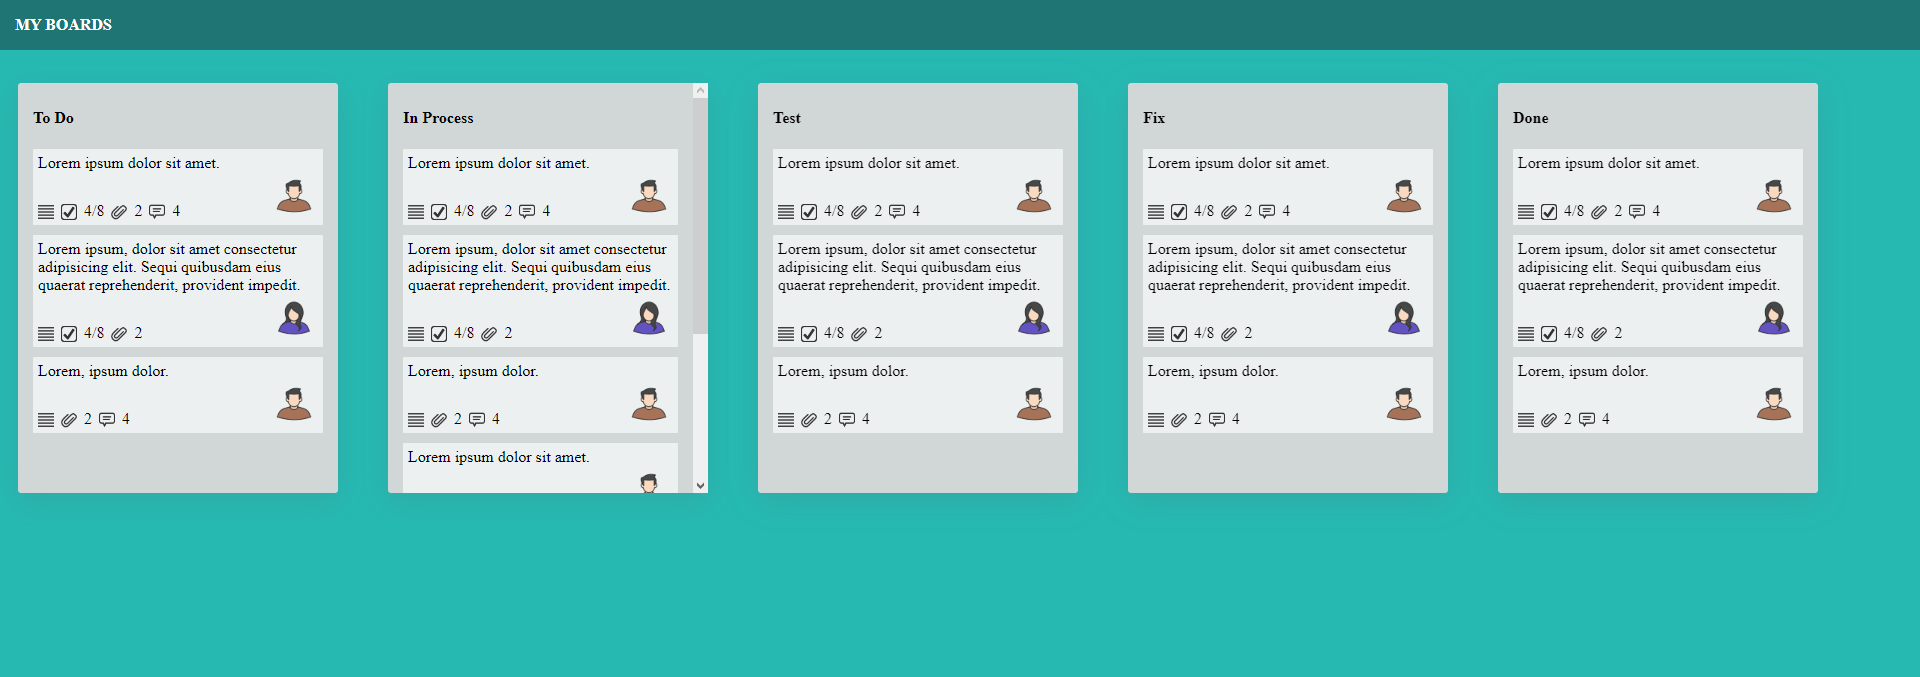 MY BOARDS
To Do
Lorem ipsum dolor sit amet.
4/8 2 4
Lorem ipsum, dolor sit amet consectetur
adipisicing elit. Sequi quibusdam eius
quaerat reprehenderit, provident impedit.
4/8 2
Lorem, ipsum dolor.
2 4
In Process
Lorem ipsum dolor sit amet.
4/8 2 4
Lorem ipsum, dolor sit amet consectetur
adipisicing elit. Sequi quibusdam eius
quaerat reprehenderit, provident impedit.
4/8 2
Lorem, ipsum dolor.
2 4
Lorem ipsum dolor sit amet.
Test
Lorem ipsum dolor sit amet.
4/8 2 4
Lorem ipsum, dolor sit amet consectetur
adipisicing elit. Sequi quibusdam eius
quaerat reprehenderit, provident impedit.
4/8 2
Lorem, ipsum dolor.
2 4
Fix
Lorem ipsum dolor sit amet.
4/8 2 4
Lorem ipsum, dolor sit amet consectetur
adipisicing elit. Sequi quibusdam eius
quaerat reprehenderit, provident impedit.
4/8 2
Lorem, ipsum dolor.
2 4
Done
Lorem ipsum dolor sit amet.
4/8 2 4
Lorem ipsum, dolor sit amet consectetur
adipisicing elit. Sequi quibusdam eius
quaerat reprehenderit, provident impedit.
4/8 2
Lorem, ipsum dolor.
2 4